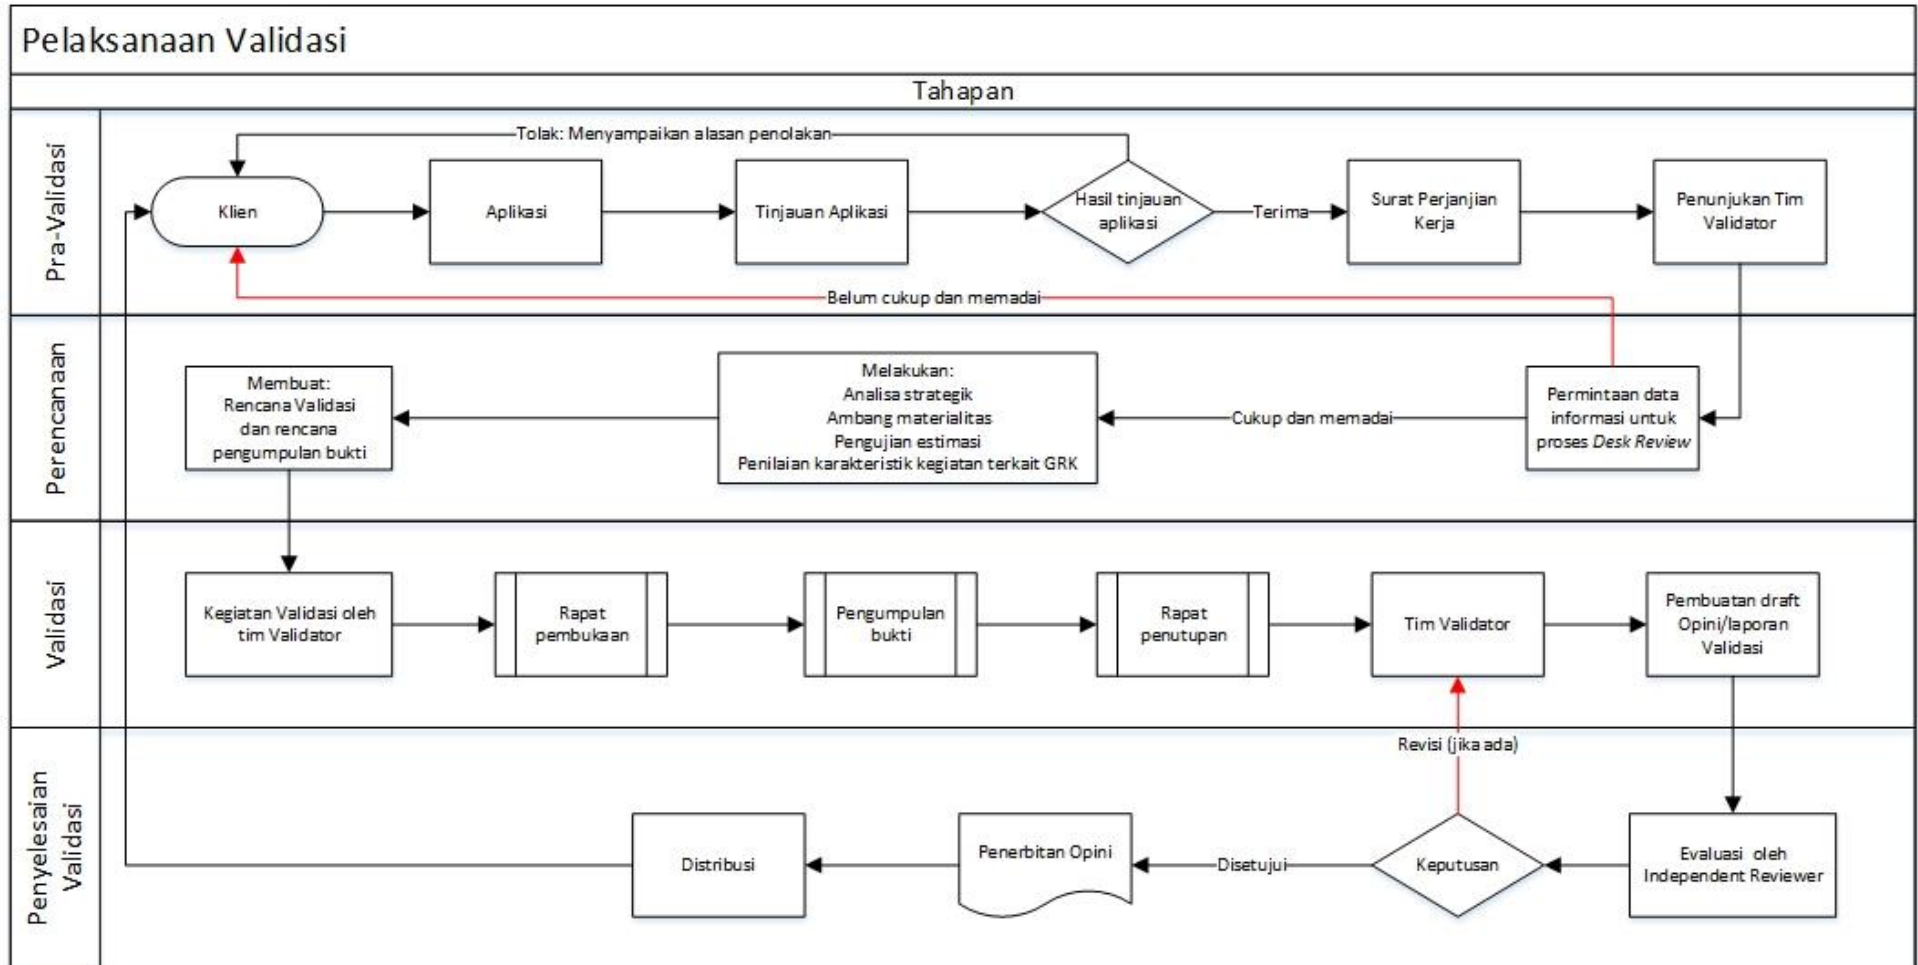 Pelaksanaan Validasi
Tahapan
Pra-Validasi
Tolak: Menyampaikan alasan penolakan
Klien
Aplikasi
Tinjauan Aplikasi
Hasil tinjauan
aplikasi
Terima
Surat Perjanjian
Kerja
Penunjukan Tim
Validator
Belum cukup dan memadai
Perencanaan
Membuat:
Rencana Validasi
dan rencana
pengumpulan bukti
Melakukan:
Analisa strategik
Ambang materialitas
Pengujian estimasi
Penilaian karakteristik kegiatan terkait GRK
Cukup dan memadai
Permintaan data
informasi untuk
proses Desk Review
Validasi
Kegiatan Validasi oleh
tim Validator
Rapat
pembukaan
Pengumpulan
bukti
Rapat
penutupan
Tim Validator
Pembuatan draft
Opini/laporan
Validasi
Revisi (jika ada)
Penyelesaian
Validasi
Distribusi
Penerbitan Opini
Disetujui
Keputusan
Evaluasi oleh
Independent Reviewer